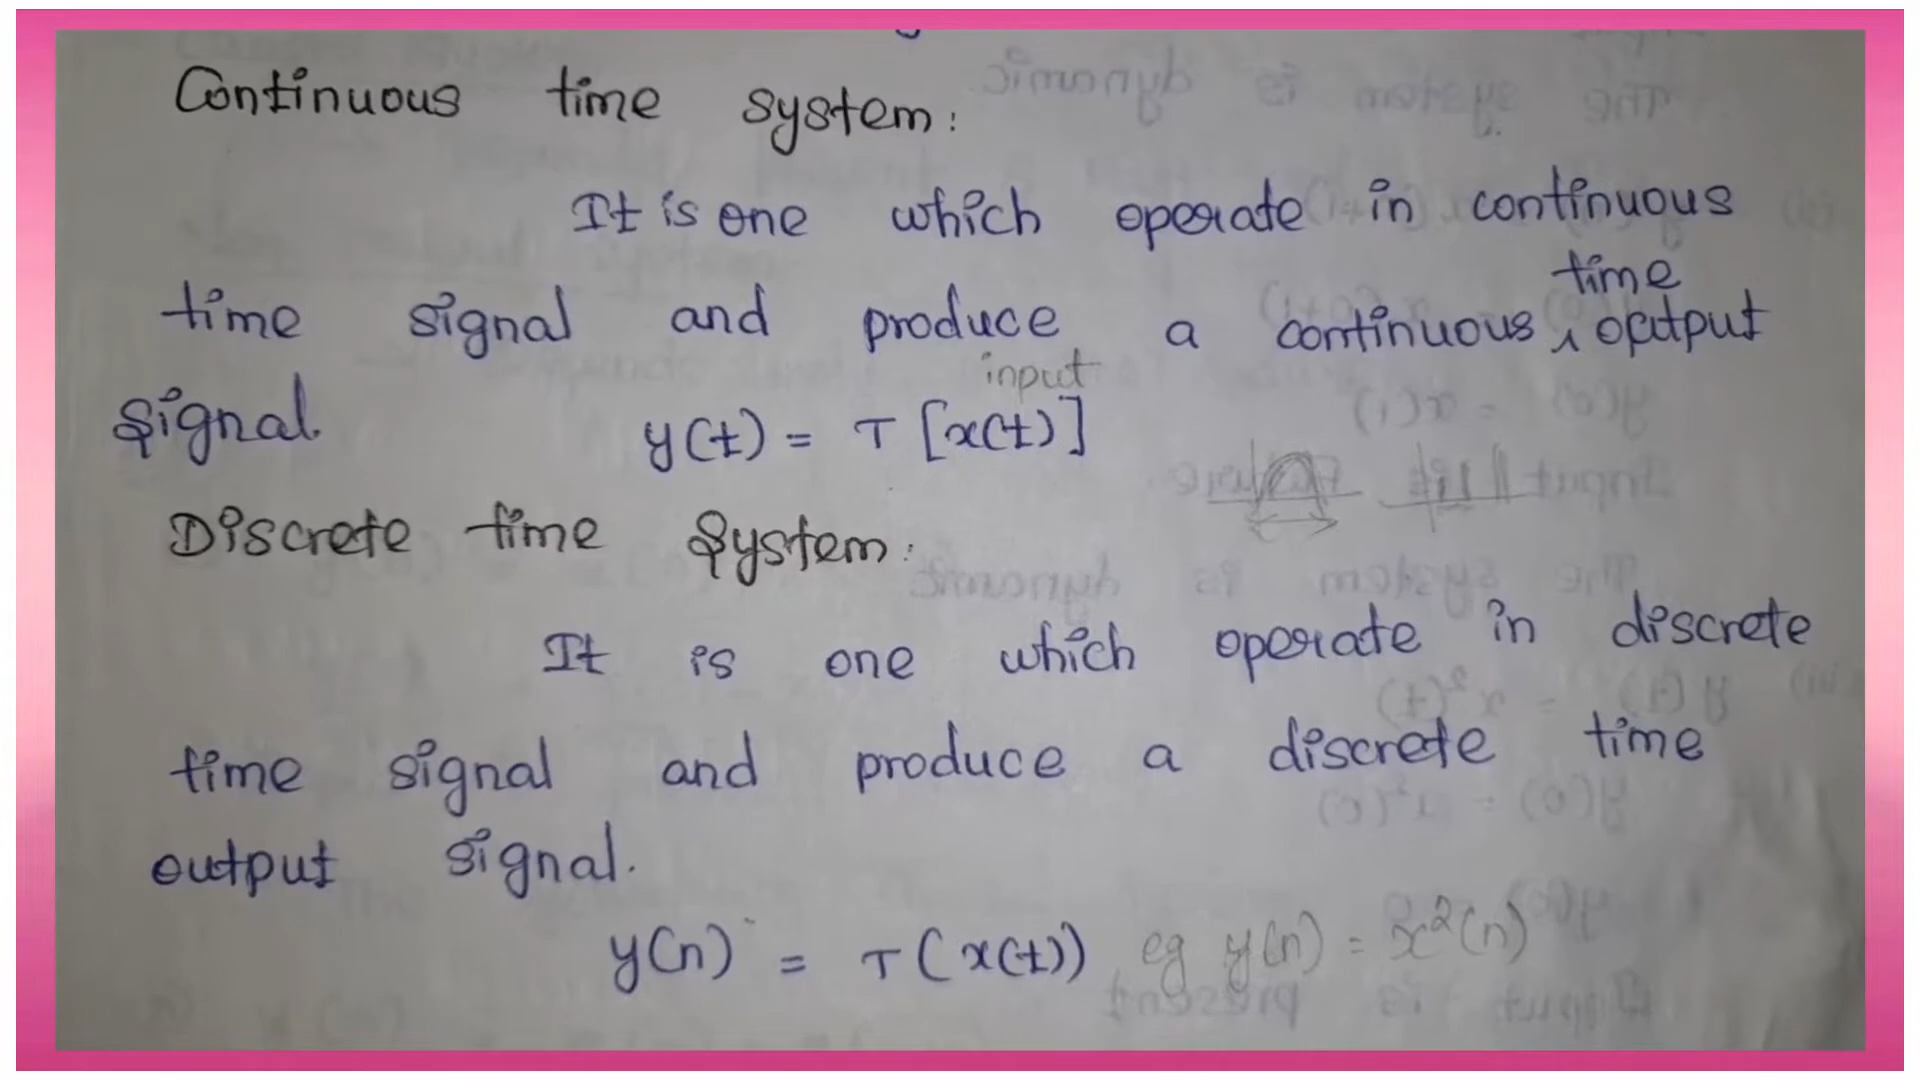 Continuous time system:
It is one which operate in continuous
time signal and produce a continuous time output
signal.
input
y(t) = T [x(t)]
Discrete time System:
It is one which operate in discrete
time signal and produce a discrete time
output signal.
y(n) = T(x(t)) eg y(n) = x²(n)